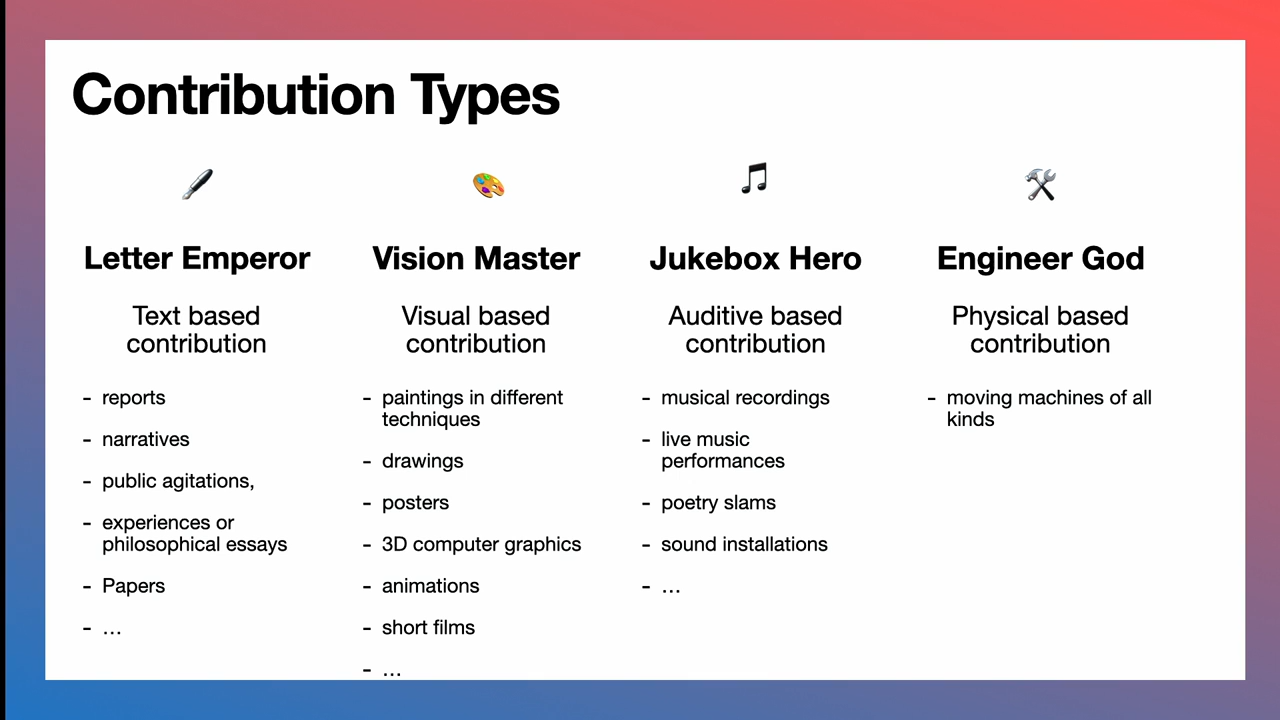 Contribution Types
Letter Emperor
Text based
contribution
- reports
- narratives
- public agitations,
- experiences or
philosophical essays
- Papers
- …
Vision Master
Visual based
contribution
- paintings in different
techniques
- drawings
- posters
- 3D computer graphics
- animations
- short films
- …
Jukebox Hero
Auditive based
contribution
- musical recordings
- live music
performances
- poetry slams
- sound installations
- …
Engineer God
Physical based
contribution
- moving machines of all
kinds